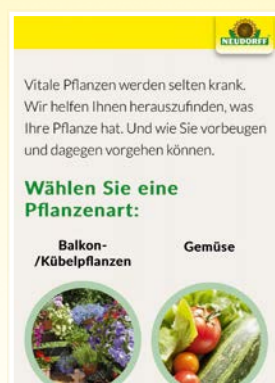 NEUDORFF
Vitale Pflanzen werden selten krank.
Wir helfen Ihnen herauszufinden, was
Ihre Pflanze hat. Und wie Sie vorbeugen
und dagegen vorgehen können.
Wählen Sie eine
Pflanzenart:
Balkon-
/Kübelpflanzen
Gemüse